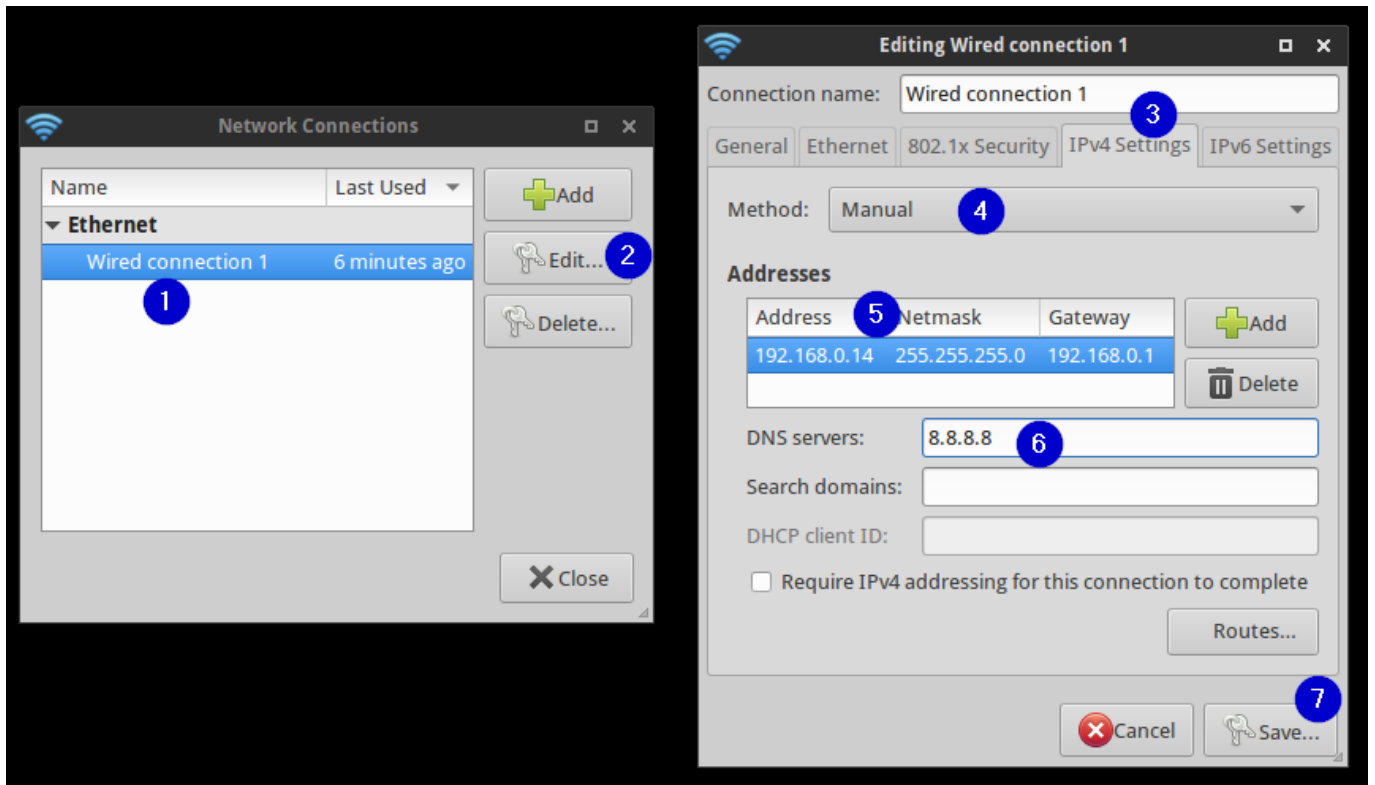 Network Connections
Name Last Used
Ethernet
Wired connection 1 6 minutes ago
1
Add
Edit... 2
Delete...
Close
Editing Wired connection 1
Connection name: Wired connection 1
3
General Ethernet 802.1x Security IPv4 Settings IPv6 Settings
Method: Manual 4
Addresses
Address 5 Netmask Gateway
192.168.0.14 255.255.255.0 192.168.0.1
Add
Delete
DNS servers: 8.8.8.8 6
Search domains:
DHCP client ID:
Require IPv4 addressing for this connection to complete
Routes...
7
Cancel Save...